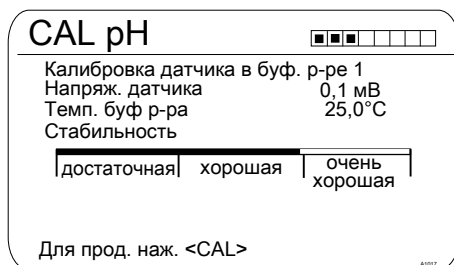 CAL pH
Калибровка датчика в буф. р-ре 1
Напряж. датчика 0,1 мВ
Темп. буф р-ра 25,0°C
Стабильность
достаточная хорошая очень хорошая
Для прод. наж. <CAL>
A1017